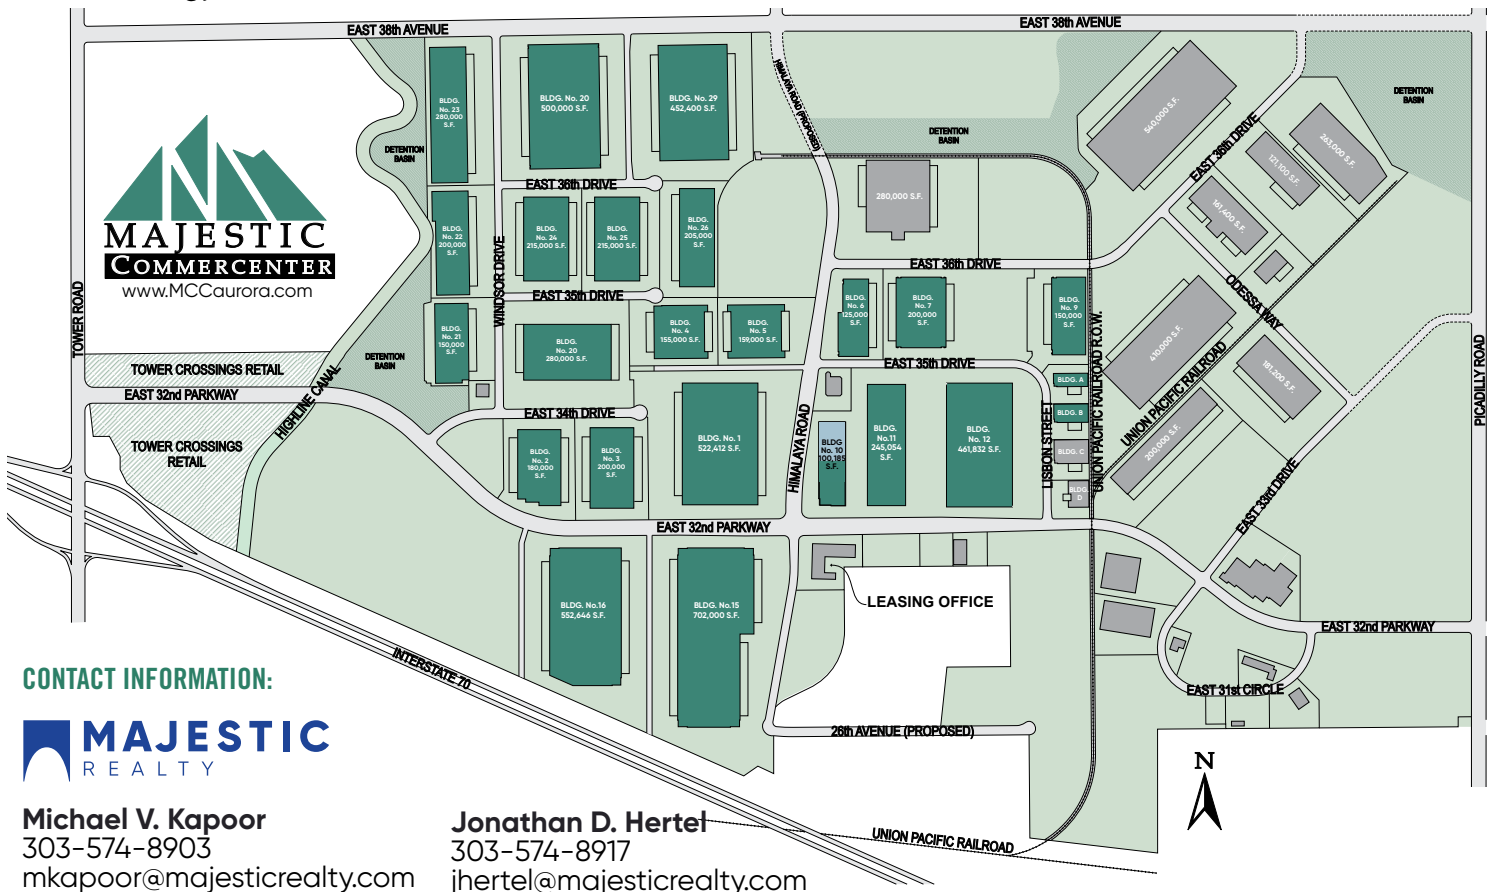 EAST 38th AVENUE
EAST 38th AVENUE
BLDG.
No. 23
280,000
S.F.
BLDG. No. 20
500,000 S.F.
BLDG. No. 29
452,400 S.F.
HIMALAYA ROAD (PROPOSED)
DETENTION
BASIN
540,000 S.F.
EAST 36th DRIVE
121,100 S.F.
263,000 S.F.
DETENTION
BASIN
DETENTION
BASIN
MAJESTIC
COMMERCENTER
www.MCCaurora.com
EAST 36th DRIVE
280,000 S.F.
161,400 S.F.
BLDG.
No. 22
200,000
S.F.
WINDSOR DRIVE
BLDG.
No. 24
215,000 S.F.
BLDG.
No. 25
215,000 S.F.
BLDG.
No. 26
205,000
S.F.
EAST 36th DRIVE
ODESSA WAY
TOWER ROAD
EAST 35th DRIVE
BLDG.
No. 21
150,000
S.F.
BLDG.
No. 20
280,000 S.F.
BLDG.
No. 4
155,000 S.F.
BLDG.
No. 5
159,000 S.F.
BLDG.
No. 6
125,000
S.F.
BLDG.
No. 7
200,000
S.F.
BLDG.
No. 9
150,000
S.F.
UNION PACIFIC RAILROAD R.O.W.
410,000 S.F.
UNION PACIFIC RAILROAD
181,200 S.F.
PICADILLY ROAD
DETENTION
BASIN
TOWER CROSSINGS RETAIL
EAST 35th DRIVE
EAST 32nd PARKWAY
HIGHLINE CANAL
EAST 34th DRIVE
BLDG. A
BLDG. B
BLDG. C
BLDG.
D
LISBON STREET
200,000 S.F.
TOWER CROSSINGS
RETAIL
BLDG.
No. 2
180,000
S.F.
BLDG.
No. 3
200,000
S.F.
BLDG. No. 1
522,412 S.F.
HIMALAYA ROAD
BLDG
No. 10
100,185
S.F.
BLDG.
No.11
245,054
S.F.
BLDG.
No. 12
461,832 S.F.
EAST 33rd DRIVE
EAST 32nd PARKWAY
BLDG. No.16
552,646 S.F.
BLDG. No.15
702,000 S.F.
LEASING OFFICE
EAST 32nd PARKWAY
INTERSTATE 70
EAST 31st CIRCLE
26th AVENUE (PROPOSED)
N
UNION PACIFIC RAILROAD
CONTACT INFORMATION:
MAJESTIC
REALTY
Michael V. Kapoor
303-574-8903
mkapoor@majesticrealty.com
Jonathan D. Hertel
303-574-8917
jhertel@majesticrealty.com